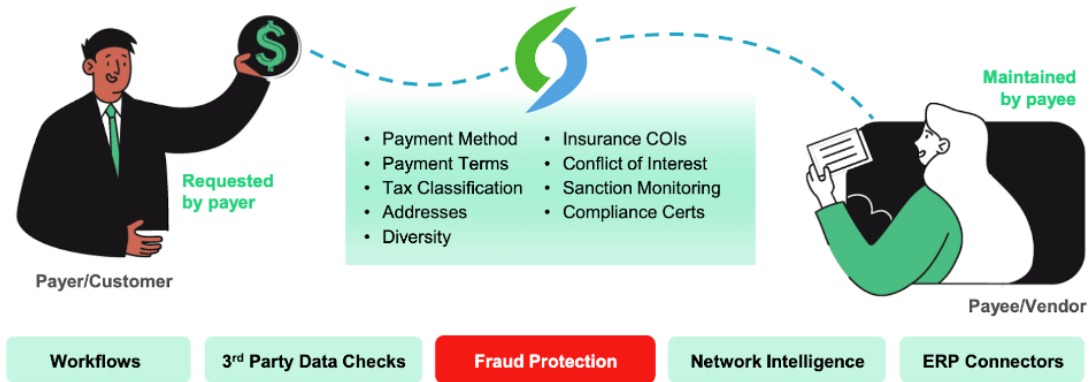 $
Maintained
by payee
Requested
by payer
• Payment Method
• Payment Terms
• Tax Classification
• Addresses
• Diversity
• Insurance COIs
• Conflict of Interest
• Sanction Monitoring
• Compliance Certs
Payer/Customer
Payee/Vendor
Workflows
3rd Party Data Checks
Fraud Protection
Network Intelligence
ERP Connectors